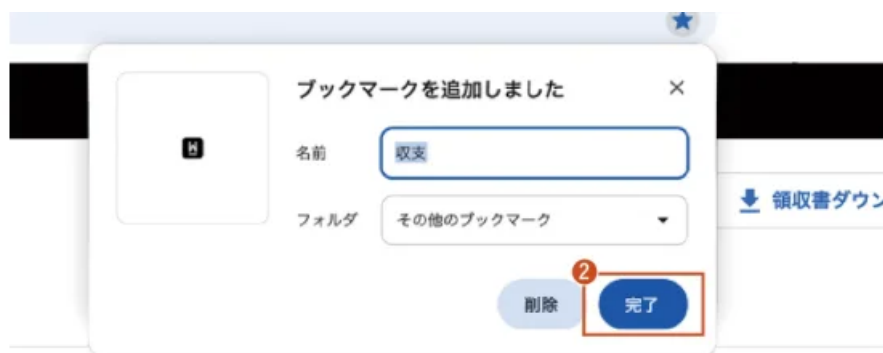 ブックマークを追加しました
名前
収支
フォルダ
その他のブックマーク
領収書ダウン
2
削除
完了